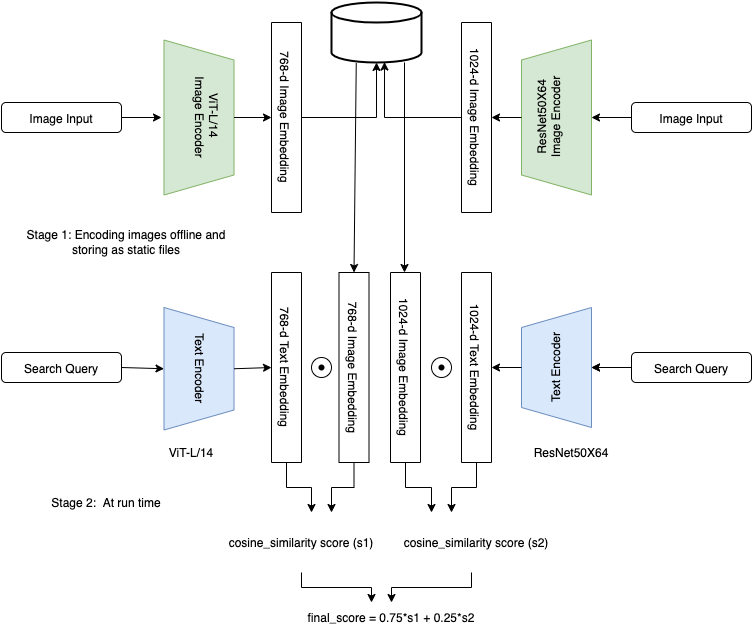 Image Input
ViT-L/14
Image Encoder
768-d Image Embedding
1024-d Image Embedding
ResNet50X64
Image Encoder
Image Input
Stage 1: Encoding images offline and
storing as static files
Search Query
Text Encoder
ViT-L/14
768-d Text Embedding
768-d Image Embedding
1024-d Image Embedding
1024-d Text Embedding
Text Encoder
ResNet50X64
Search Query
Stage 2: At run time
cosine_similarity score (s1)
cosine_similarity score (s2)
final_score = 0.75*s1 + 0.25*s2